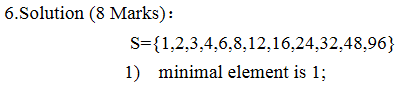 6.Solution (8 Marks)：
S={1,2,3,4,6,8,12,16,24,32,48,96}
1) minimal element is 1;